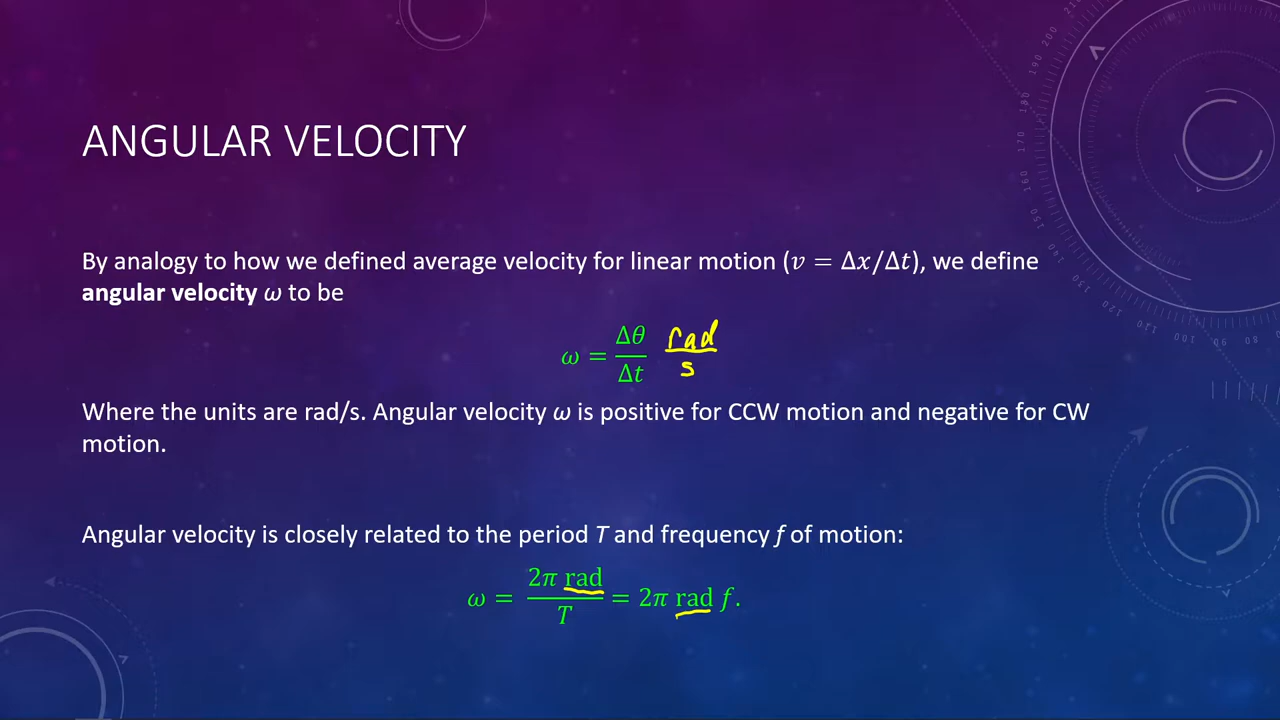 ANGULAR VELOCITY
By analogy to how we defined average velocity for linear motion (𝑣 = Δ𝑥/Δ𝑡), we define
angular velocity 𝜔 to be
𝜔 = Δ𝜃/Δ𝑡 rad/s
Where the units are rad/s. Angular velocity 𝜔 is positive for CCW motion and negative for CW
motion.
Angular velocity is closely related to the period T and frequency f of motion:
𝜔 = 2𝜋 rad/𝑇 = 2𝜋 rad 𝑓.